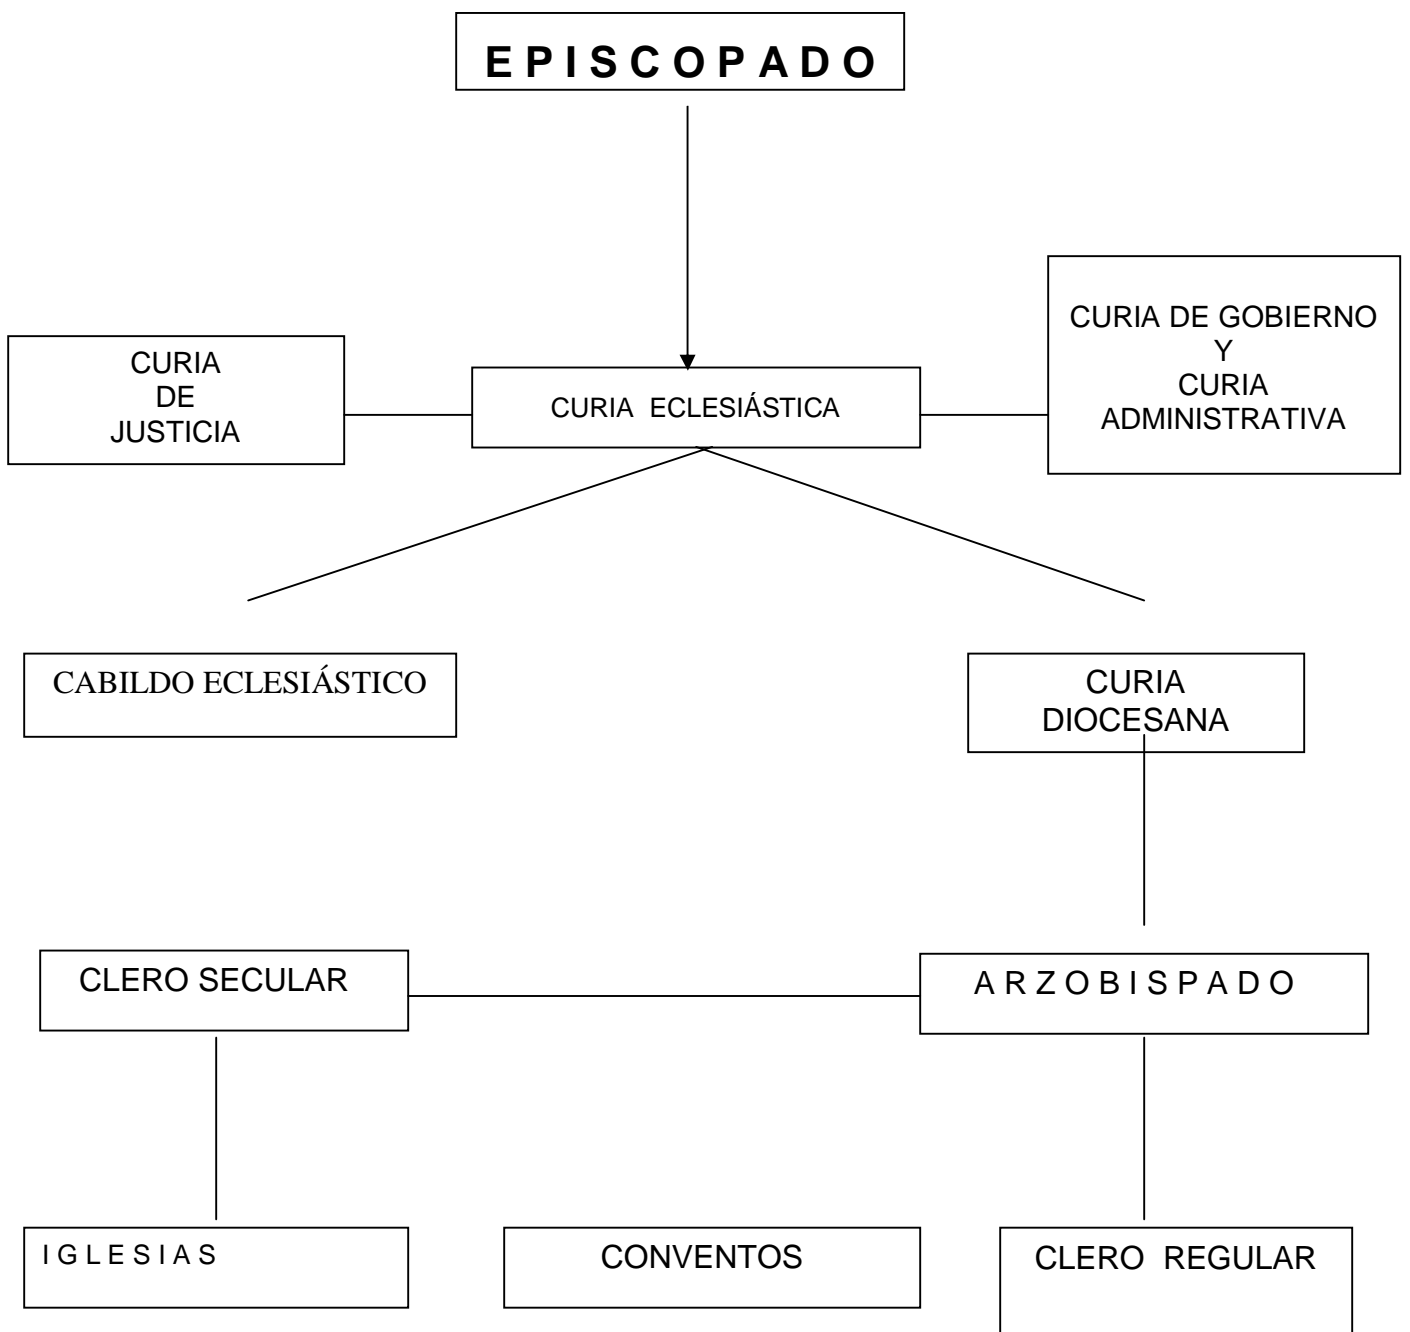 E P I S C O P A D O
CURIA
DE
JUSTICIA
CURIA ECLESIÁSTICA
CURIA DE GOBIERNO
Y
CURIA
ADMINISTRATIVA
CABILDO ECLESIÁSTICO
CURIA
DIOCESANA
CLERO SECULAR
A R Z O B I S P A D O
I G L E S I A S
CONVENTOS
CLERO REGULAR